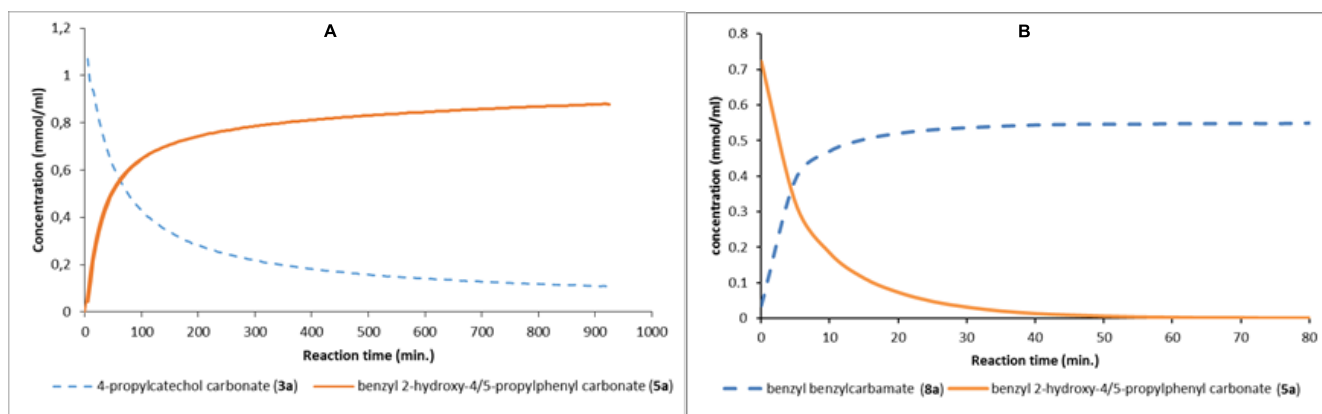 A
Concentration (mmol/ml)
1,2
1
0,8
0,6
0,4
0,2
0
0 100 200 300 400 500 600 700 800 900 1000
Reaction time (min.)
4-propylcatechol carbonate (3a) benzyl 2-hydroxy-4/5-propylphenyl carbonate (5a)
B
concentration (mmol/ml)
0.8
0.7
0.6
0.5
0.4
0.3
0.2
0.1
0
0 10 20 30 40 50 60 70 80
Reaction time (min.)
benzyl benzylcarbamate (8a) benzyl 2-hydroxy-4/5-propylphenyl carbonate (5a)